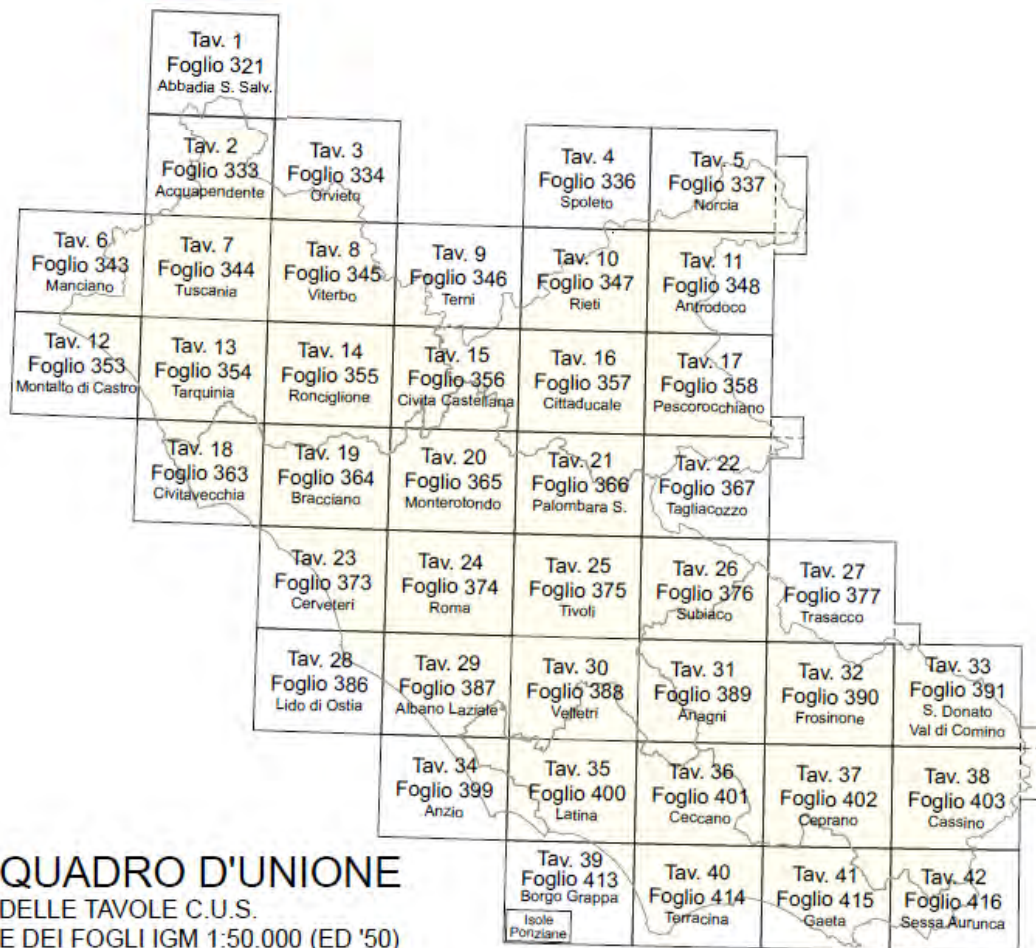 Tav. 1
Foglio 321
Abbadia S. Salv.
Tav. 2
Foglio 333
Acquapendente
Tav. 3
Foglio 334
Orvieto
Tav. 4
Foglio 336
Spoleto
Tav. 5
Foglio 337
Norcia
Tav. 6
Foglio 343
Manciano
Tav. 7
Foglio 344
Tuscania
Tav. 8
Foglio 345
Viterbo
Tav. 9
Foglio 346
Terni
Tav. 10
Foglio 347
Rieti
Tav. 11
Foglio 348
Antrodoco
Tav. 12
Foglio 353
Montalto di Castro
Tav. 13
Foglio 354
Tarquinia
Tav. 14
Foglio 355
Ronciglione
Tav. 15
Foglio 356
Civita Castellana
Tav. 16
Foglio 357
Cittaducale
Tav. 17
Foglio 358
Pescorocchiano
Tav. 18
Foglio 363
Civitavecchia
Tav. 19
Foglio 364
Bracciano
Tav. 20
Foglio 365
Monterotondo
Tav. 21
Foglio 366
Palombara S.
Tav. 22
Foglio 367
Tagliacozzo
Tav. 23
Foglio 373
Cerveteri
Tav. 24
Foglio 374
Roma
Tav. 25
Foglio 375
Tivoli
Tav. 26
Foglio 376
Subiaco
Tav. 27
Foglio 377
Trasacco
Tav. 28
Foglio 386
Lido di Ostia
Tav. 29
Foglio 387
Albano Laziale
Tav. 30
Foglio 388
Velletri
Tav. 31
Foglio 389
Anagni
Tav. 32
Foglio 390
Frosinone
Tav. 33
Foglio 391
S. Donato
Val di Comino
Tav. 34
Foglio 399
Anzio
Tav. 35
Foglio 400
Latina
Tav. 36
Foglio 401
Ceccano
Tav. 37
Foglio 402
Ceprano
Tav. 38
Foglio 403
Cassino
Tav. 39
Foglio 413
Borgo Grappa
Isole
Ponziane
Tav. 40
Foglio 414
Terracina
Tav. 41
Foglio 415
Gaeta
Tav. 42
Foglio 416
Sessa Aurunca
QUADRO D'UNIONE
DELLE TAVOLE C.U.S.
E DEI FOGLI IGM 1:50.000 (ED '50)